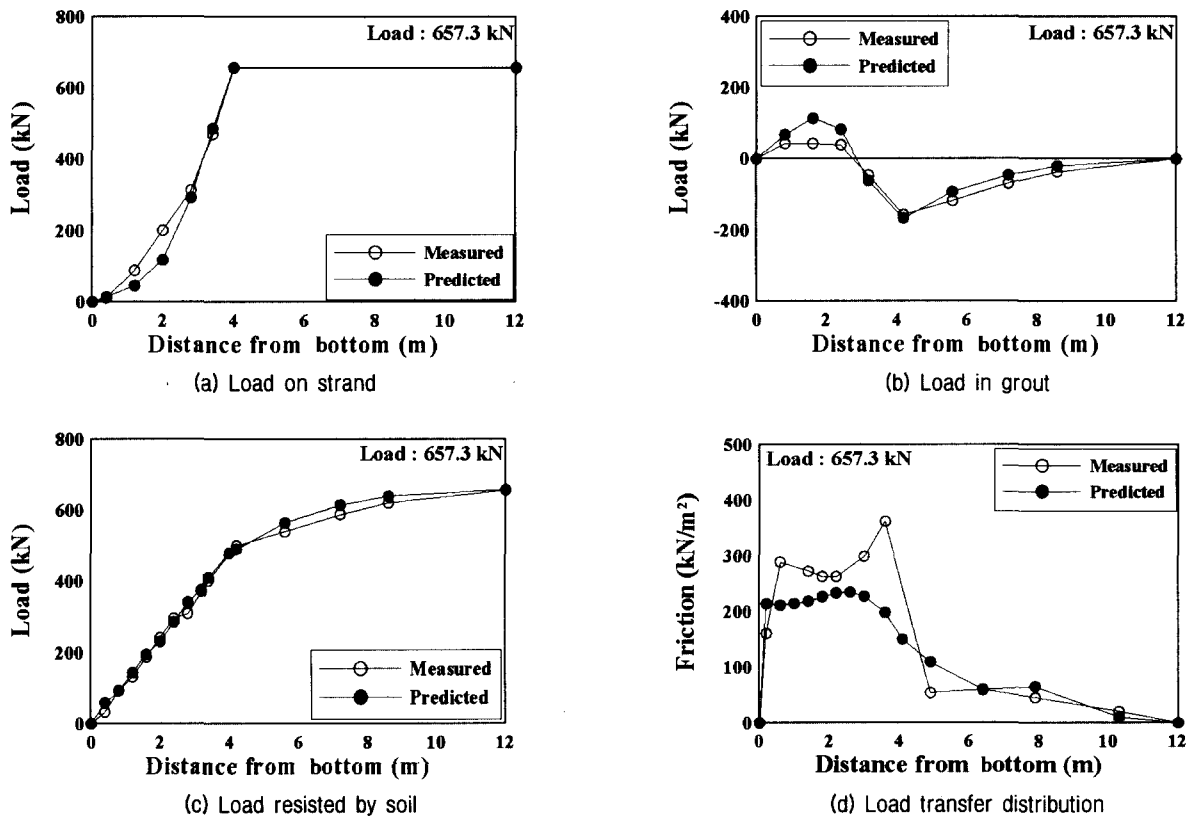 800
600
400
200
0
Load (kN)
Load : 657.3 kN
Measured
Predicted
0 2 4 6 8 10 12
Distance from bottom (m)
(a) Load on strand
400
200
0
-200
-400
Load (kN)
Measured
Predicted
Load : 657.3 kN
0 2 4 6 8 10 12
Distance from bottom (m)
(b) Load in grout
800
600
400
200
0
Load (kN)
Load : 657.3 kN
Measured
Predicted
0 2 4 6 8 10 12
Distance from bottom (m)
(c) Load resisted by soil
500
400
300
200
100
0
Friction (kN/m²)
Load : 657.3 kN
Measured
Predicted
0 2 4 6 8 10 12
Distance from bottom (m)
(d) Load transfer distribution